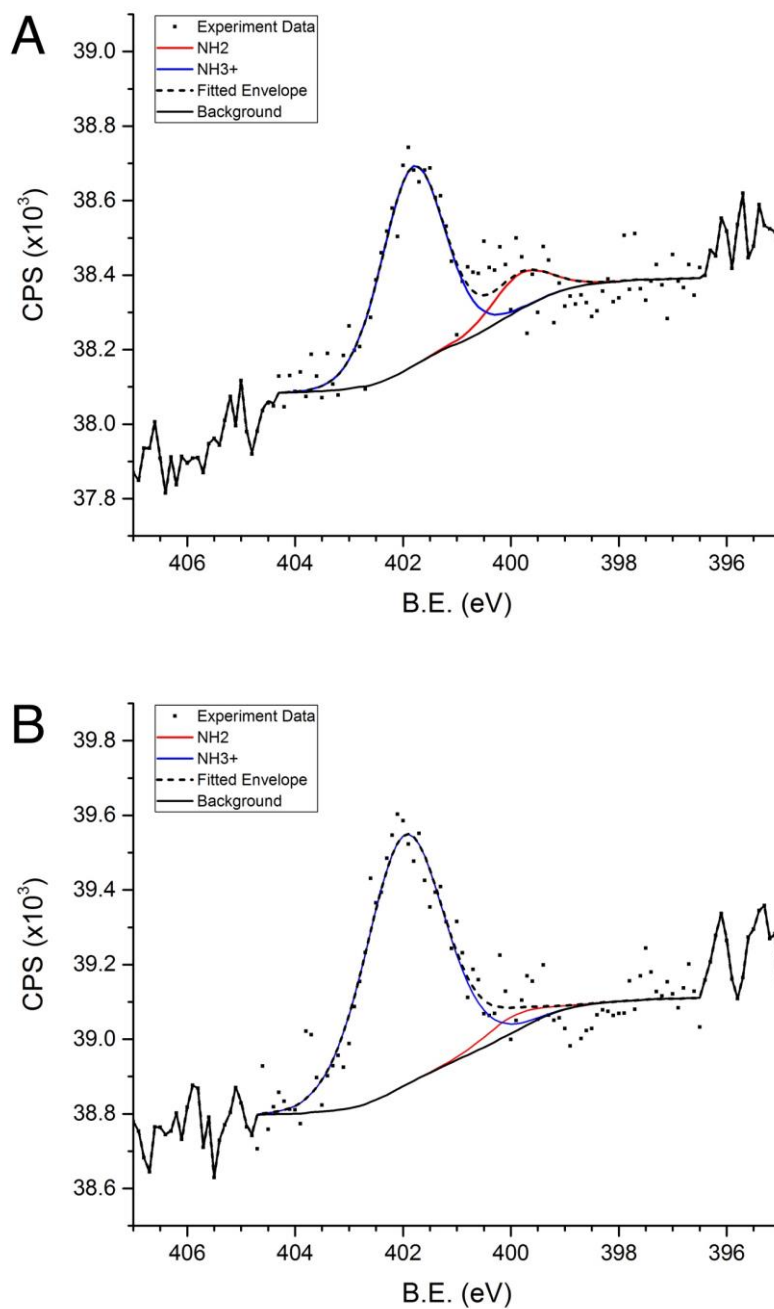 A
Experiment Data
NH2
NH3+
Fitted Envelope
Background
39.0
38.8
38.6
38.4
38.2
38.0
37.8
CPS (x10³)
406 404 402 400 398 396
B.E. (eV)
B
Experiment Data
NH2
NH3+
Fitted Envelope
Background
39.8
39.6
39.4
39.2
39.0
38.8
38.6
CPS (x10³)
406 404 402 400 398 396
B.E. (eV)